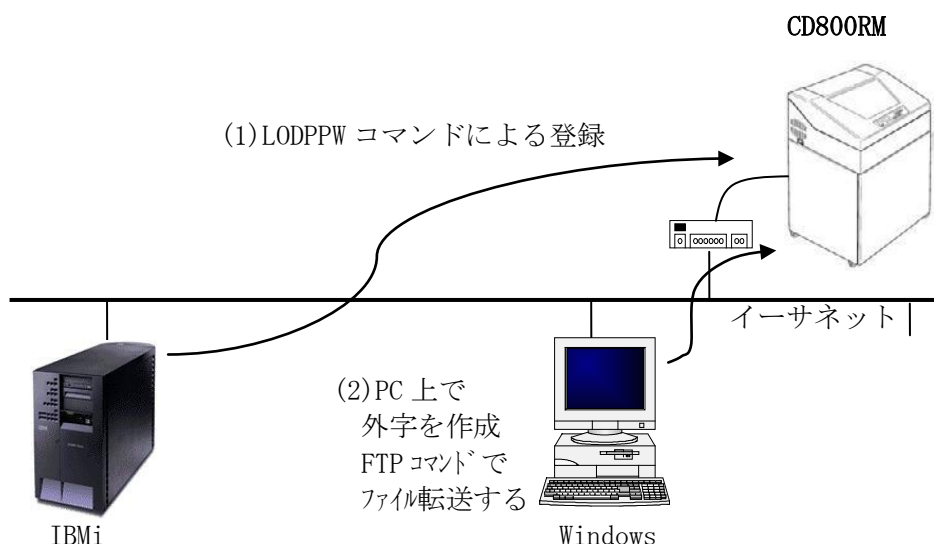 CD800RM
(1)LODPPW コマンドによる登録
イーサネット
(2)PC 上で
外字を作成
FTP ｺﾏﾝﾄﾞで
ﾌｧｲﾙ転送する
IBMi
Windows